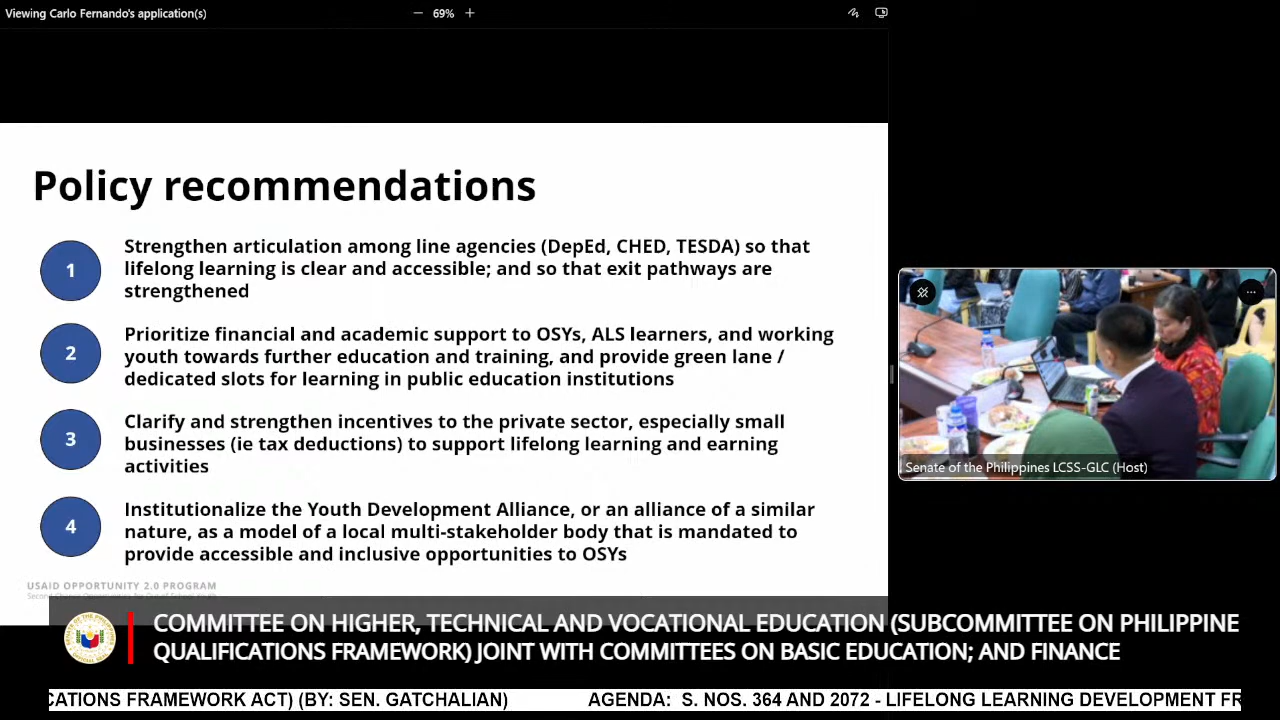 Viewing Carlo Fernando's application(s)
69%
Policy recommendations
1
Strengthen articulation among line agencies (DepEd, CHED, TESDA) so that
lifelong learning is clear and accessible; and so that exit pathways are
strengthened
2
Prioritize financial and academic support to OSYs, ALS learners, and working
youth towards further education and training, and provide green lane /
dedicated slots for learning in public education institutions
3
Clarify and strengthen incentives to the private sector, especially small
businesses (ie tax deductions) to support lifelong learning and earning
activities
4
Institutionalize the Youth Development Alliance, or an alliance of a similar
nature, as a model of a local multi-stakeholder body that is mandated to
provide accessible and inclusive opportunities to OSYs
USAID OPPORTUNITY 2.0 PROGRAM
Senate of the Philippines LCSS-GLC (Host)
COMMITTEE ON HIGHER, TECHNICAL AND VOCATIONAL EDUCATION (SUBCOMMITTEE ON PHILIPPINE
QUALIFICATIONS FRAMEWORK) JOINT WITH COMMITTEES ON BASIC EDUCATION; AND FINANCE
CATIONS FRAMEWORK ACT) (BY: SEN. GATCHALIAN) AGENDA: S. NOS. 364 AND 2072 - LIFELONG LEARNING DEVELOPMENT FR